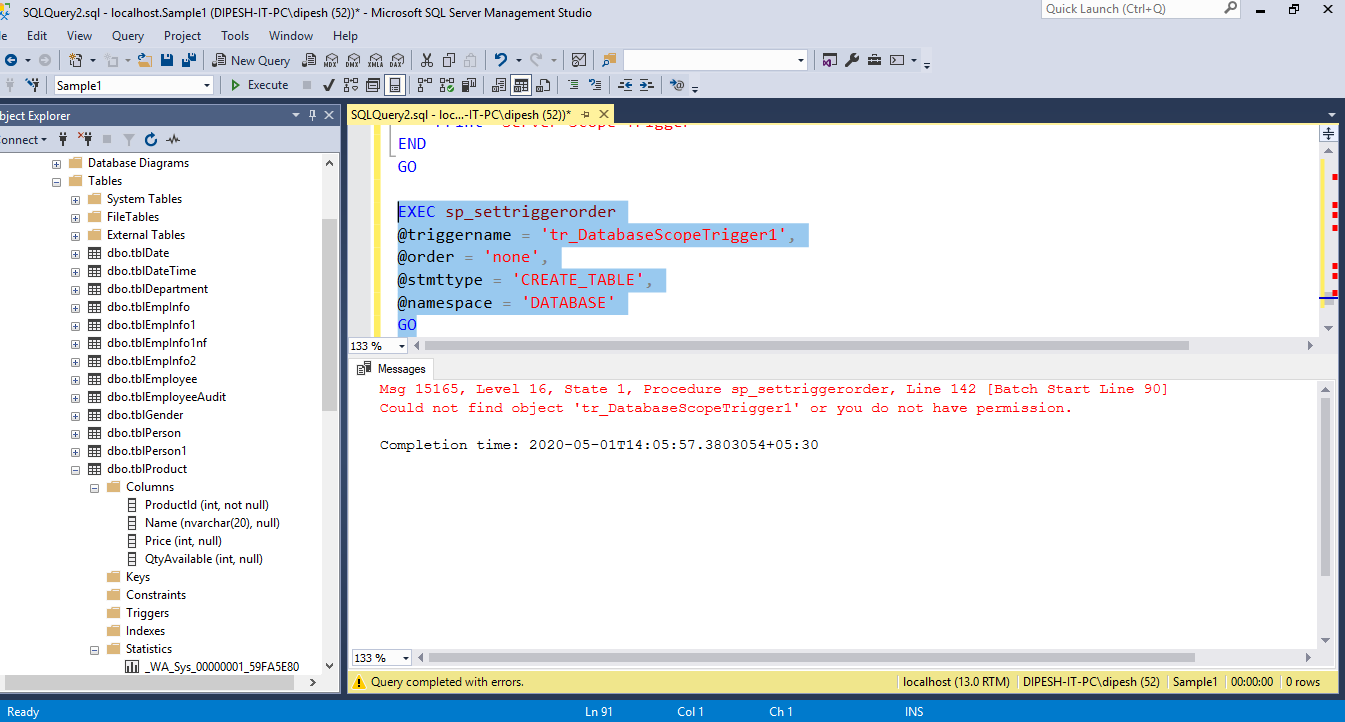 SQLQuery2.sql - localhost.Sample1 (DIPESH-IT-PC\dipesh (52))* - Microsoft SQL Server Management Studio
Quick Launch (Ctrl+Q)
le Edit View Query Project Tools Window Help
New Query MDX DMX XMLA DAX
Sample1 Execute
bject Explorer
onnect
Database Diagrams
Tables
System Tables
FileTables
External Tables
dbo.tblDate
dbo.tblDateTime
dbo.tblDepartment
dbo.tblEmpInfo
dbo.tblEmpInfo1
dbo.tblEmpInfo1nf
dbo.tblEmpInfo2
dbo.tblEmployee
dbo.tblEmployeeAudit
dbo.tblGender
dbo.tblPerson
dbo.tblPerson1
dbo.tblProduct
Columns
ProductId (int, not null)
Name (nvarchar(20), null)
Price (int, null)
QtyAvailable (int, null)
Keys
Constraints
Triggers
Indexes
Statistics
_WA_Sys_00000001_59FA5E80
SQLQuery2.sql - loc...-IT-PC\dipesh (52))*
END
GO
EXEC sp_settriggerorder
@triggername = 'tr_DatabaseScopeTrigger1',
@order = 'none',
@stmttype = 'CREATE_TABLE',
@namespace = 'DATABASE'
GO
133 %
Messages
Msg 15165, Level 16, State 1, Procedure sp_settriggerorder, Line 142 [Batch Start Line 90]
Could not find object 'tr_DatabaseScopeTrigger1' or you do not have permission.
Completion time: 2020-05-01T14:05:57.3803054+05:30
133 %
Query completed with errors. localhost (13.0 RTM) DIPESH-IT-PC\dipesh (52) Sample1 00:00:00 0 rows
Ready Ln 91 Col 1 Ch 1 INS